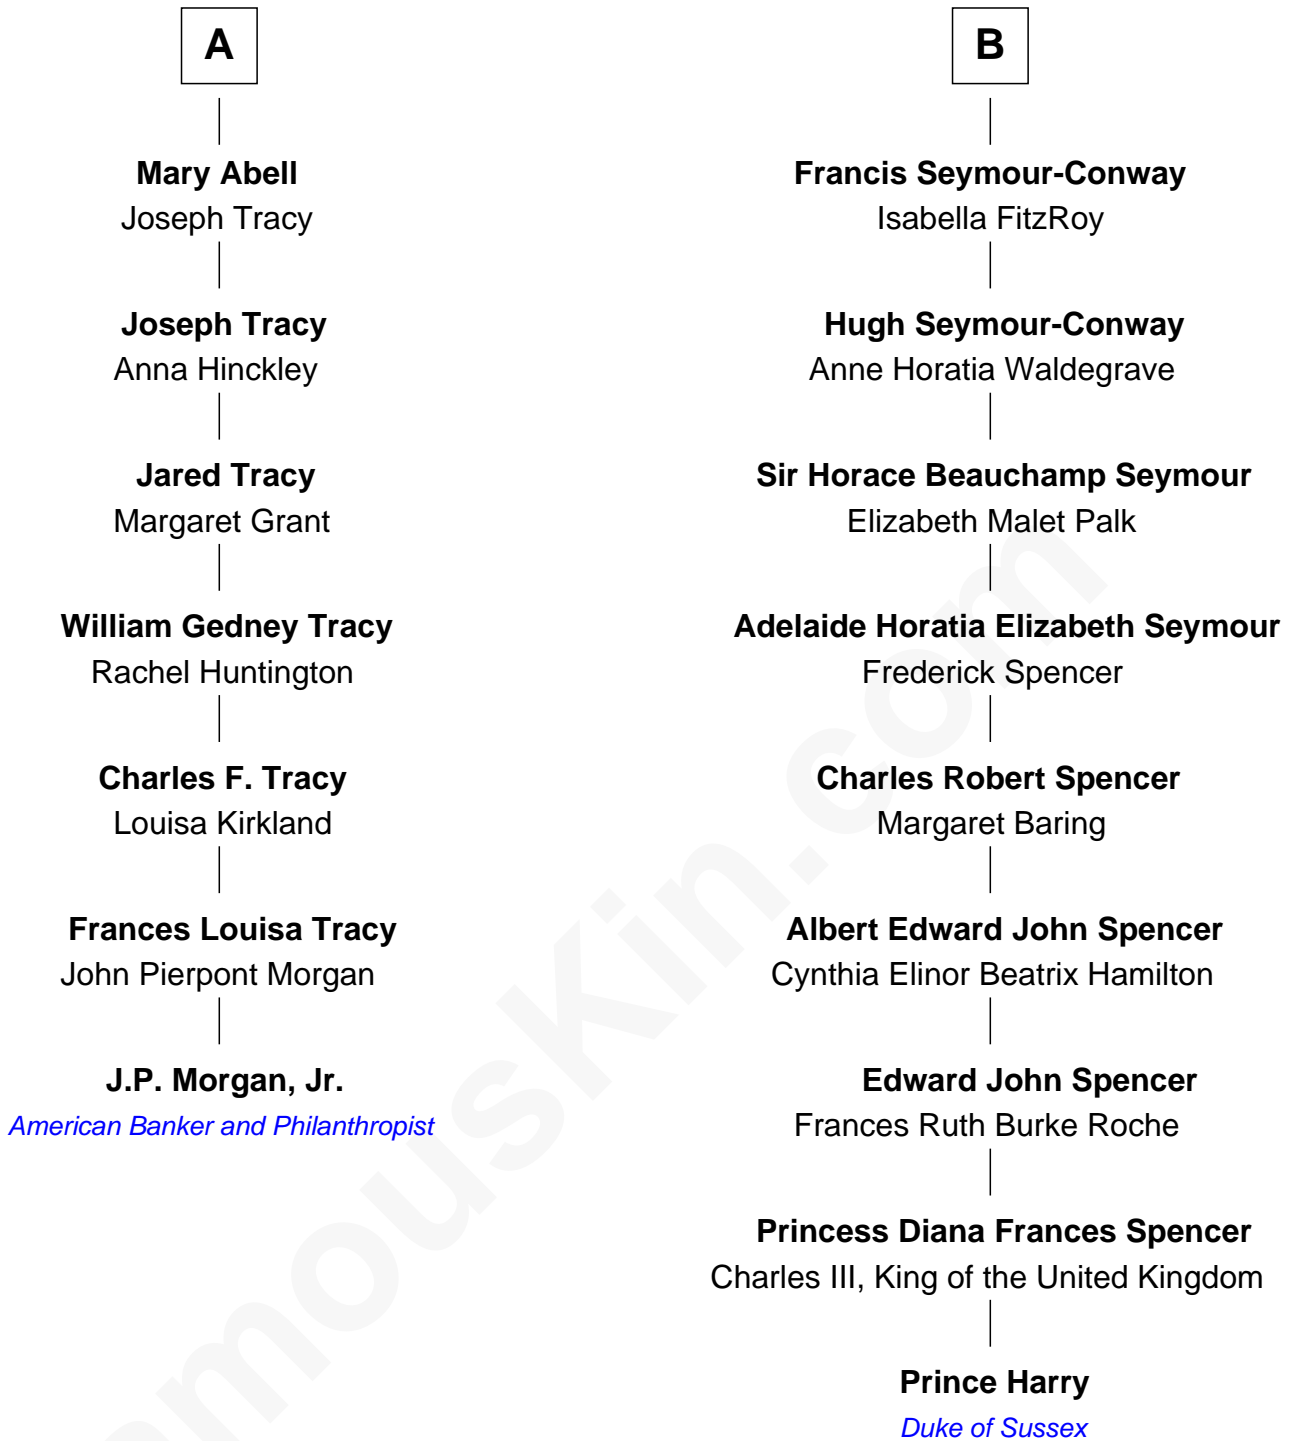 A
Mary Abell
Joseph Tracy
Joseph Tracy
Anna Hinckley
Jared Tracy
Margaret Grant
William Gedney Tracy
Rachel Huntington
Charles F. Tracy
Louisa Kirkland
Frances Louisa Tracy
John Pierpont Morgan
J.P. Morgan, Jr.
American Banker and Philanthropist
B
Francis Seymour-Conway
Isabella FitzRoy
Hugh Seymour-Conway
Anne Horatia Waldegrave
Sir Horace Beauchamp Seymour
Elizabeth Malet Palk
Adelaide Horatia Elizabeth Seymour
Frederick Spencer
Charles Robert Spencer
Margaret Baring
Albert Edward John Spencer
Cynthia Elinor Beatrix Hamilton
Edward John Spencer
Frances Ruth Burke Roche
Princess Diana Frances Spencer
Charles III, King of the United Kingdom
Prince Harry
Duke of Sussex
amousKin.com